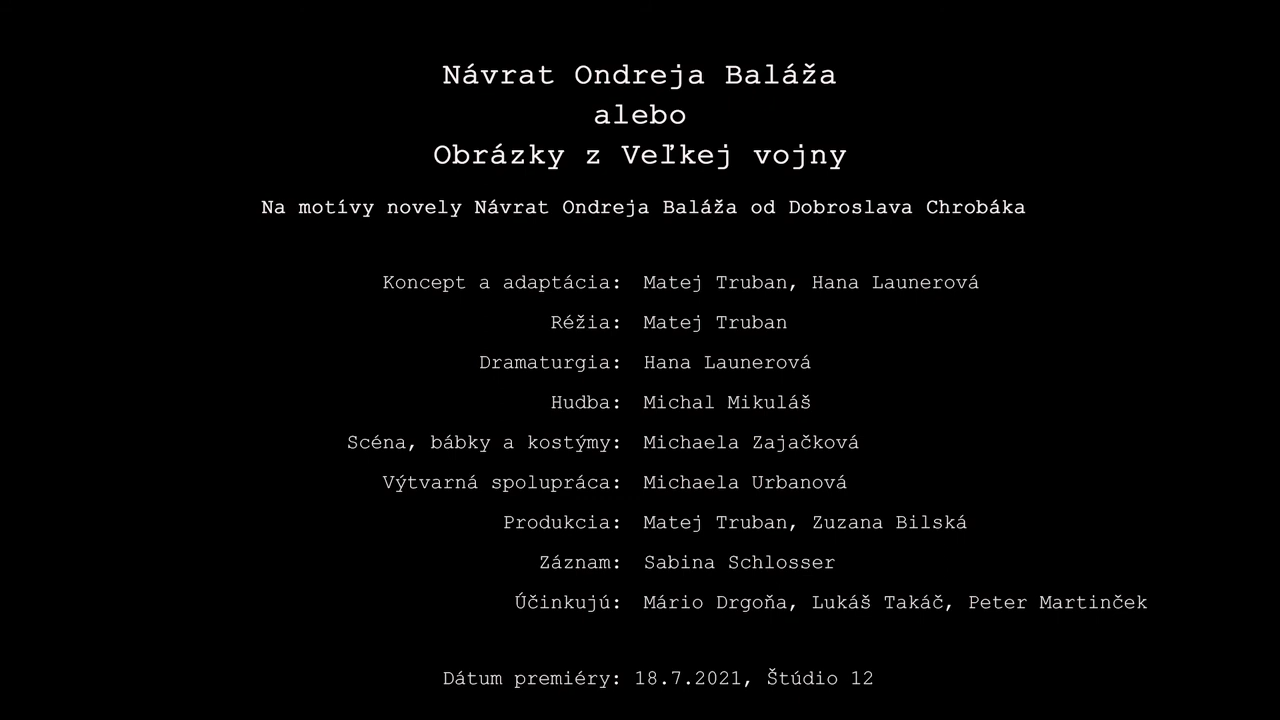 Návrat Ondreja Baláža
alebo
Obrázky z Veľkej vojny
Na motívy novely Návrat Ondreja Baláža od Dobroslava Chrobáka
Koncept a adaptácia: Matej Truban, Hana Launerová
Réžia: Matej Truban
Dramaturgia: Hana Launerová
Hudba: Michal Mikuláš
Scéna, bábky a kostýmy: Michaela Zajačková
Výtvarná spolupráca: Michaela Urbanová
Produkcia: Matej Truban, Zuzana Bilská
Záznam: Sabina Schlosser
Účinkujú: Mário Drgoňa, Lukáš Takáč, Peter Martinček
Dátum premiéry: 18.7.2021, Štúdio 12